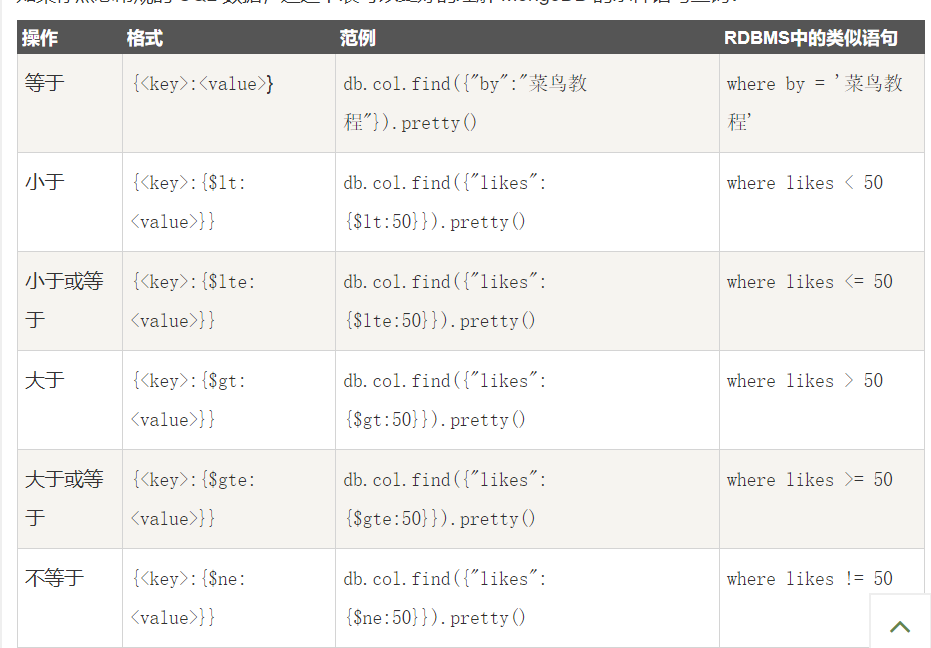 操作 格式 范例 RDBMS中的类似语句
等于 {<key>:<value>} db.col.find({"by":"菜鸟教 where by = '菜鸟教
程"}).pretty() 程'
小于 {<key>:{$lt: db.col.find({"likes": where likes < 50
<value>}} {$lt:50}}).pretty()
小于或等 {<key>:{$lte: db.col.find({"likes": where likes <= 50
于 <value>}} {$lte:50}}).pretty()
大于 {<key>:{$gt: db.col.find({"likes": where likes > 50
<value>}} {$gt:50}}).pretty()
大于或等 {<key>:{$gte: db.col.find({"likes": where likes >= 50
于 <value>}} {$gte:50}}).pretty()
不等于 {<key>:{$ne: db.col.find({"likes": where likes != 50
<value>}} {$ne:50}}).pretty()